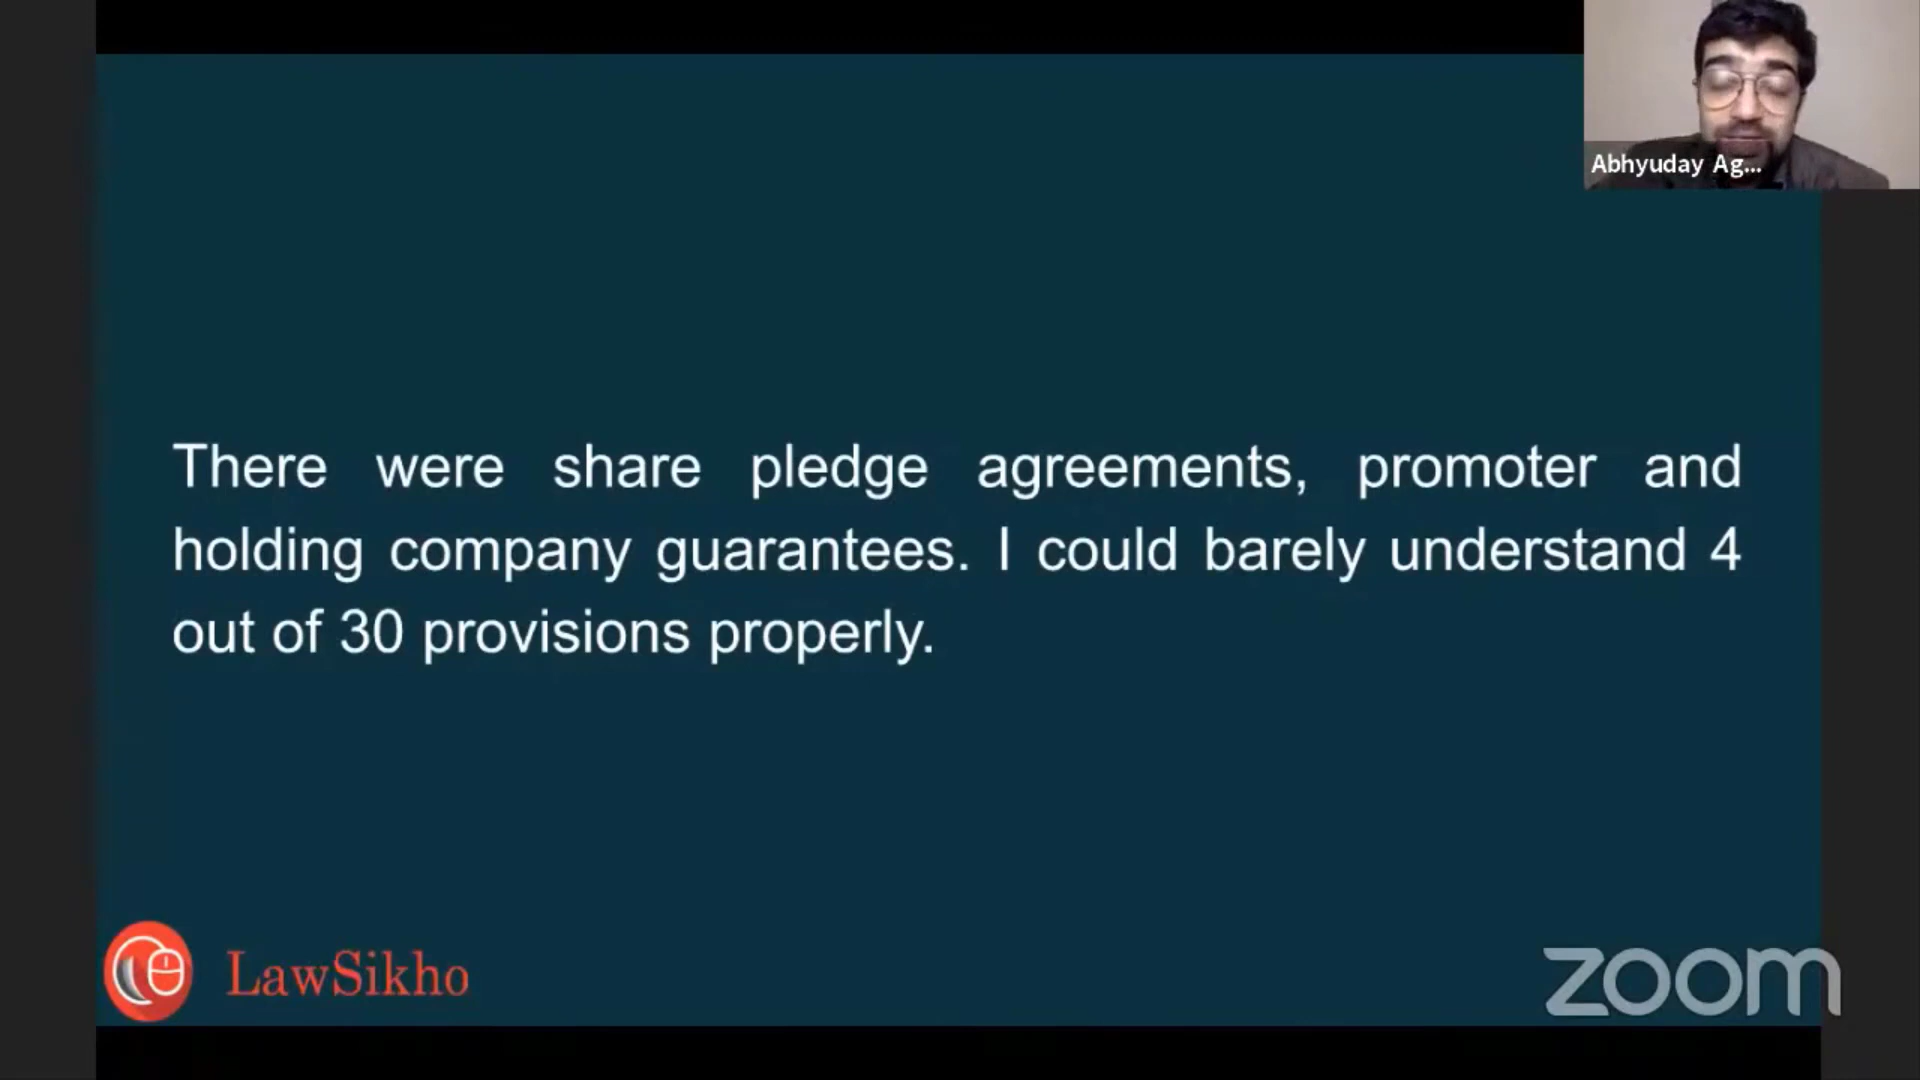 Abhyuday Ag...
There were share pledge agreements, promoter and
holding company guarantees. I could barely understand 4
out of 30 provisions properly.
LawSikho
zoom